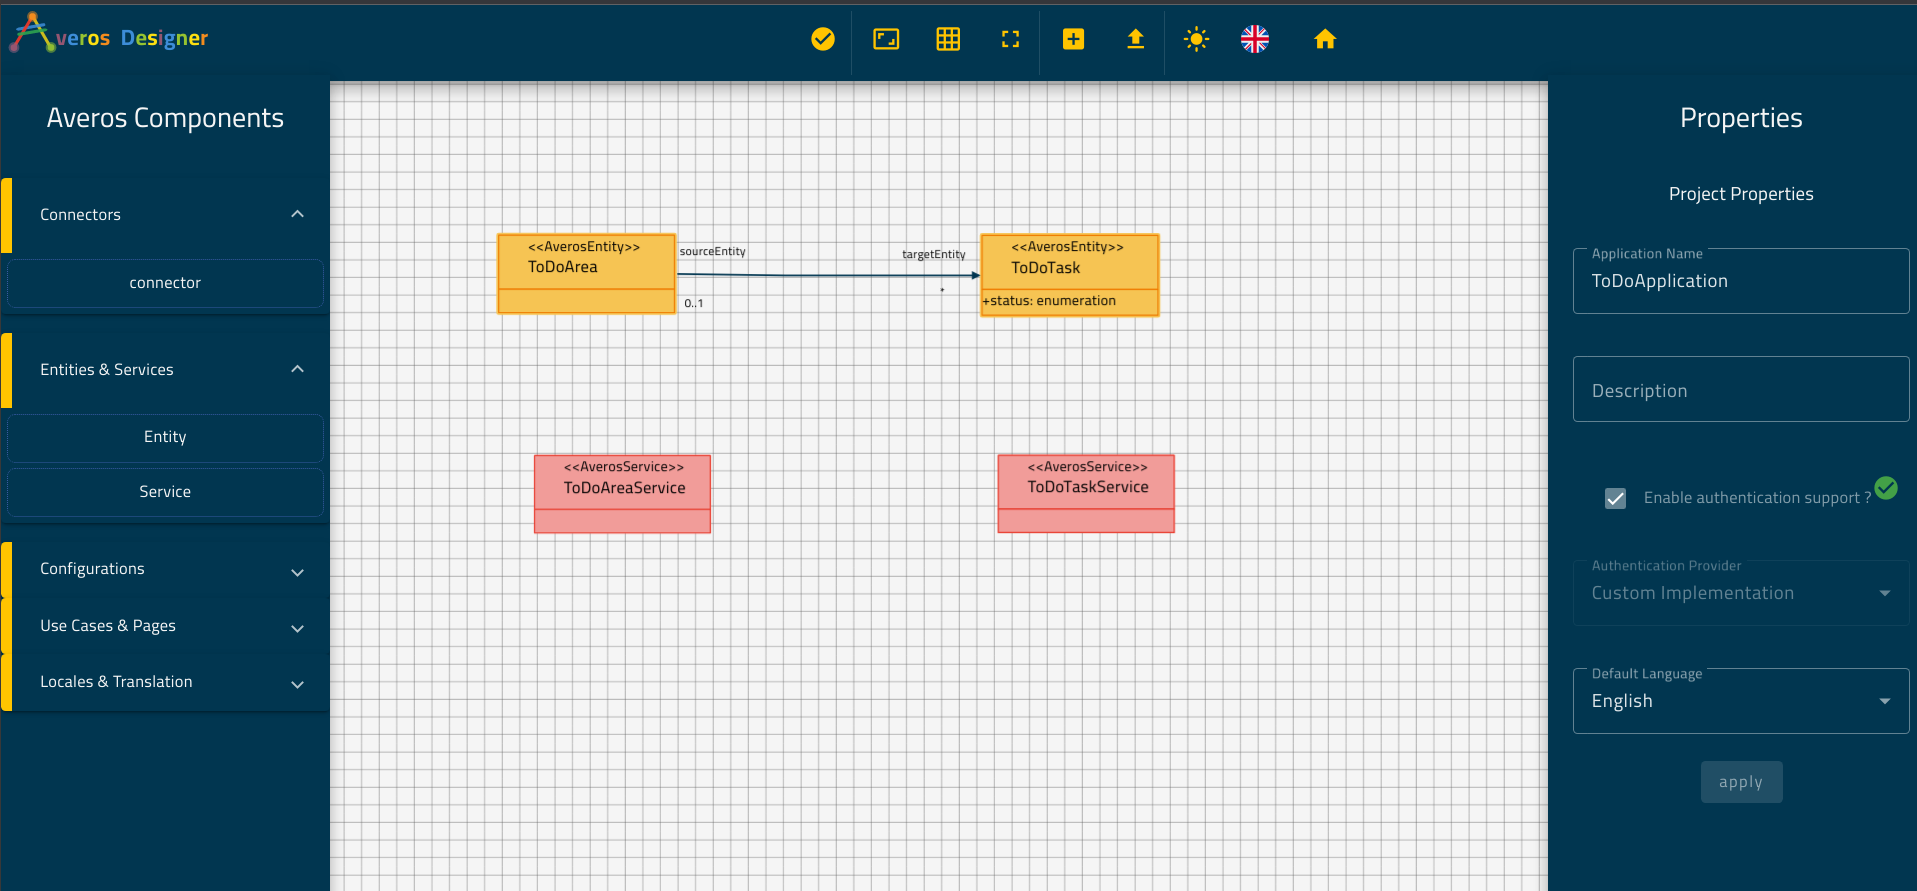 Averos Designer
Averos Components
Connectors
connector
Entities & Services
Entity
Service
Configurations
Use Cases & Pages
Locales & Translation
<<AverosEntity>>
ToDoArea
sourceEntity
0..1
targetEntity
*
<<AverosEntity>>
ToDoTask
+status: enumeration
<<AverosService>>
ToDoAreaService
<<AverosService>>
ToDoTaskService
Properties
Project Properties
Application Name
ToDoApplication
Description
Enable authentication support ?
Authentication Provider
Custom Implementation
Default Language
English
apply